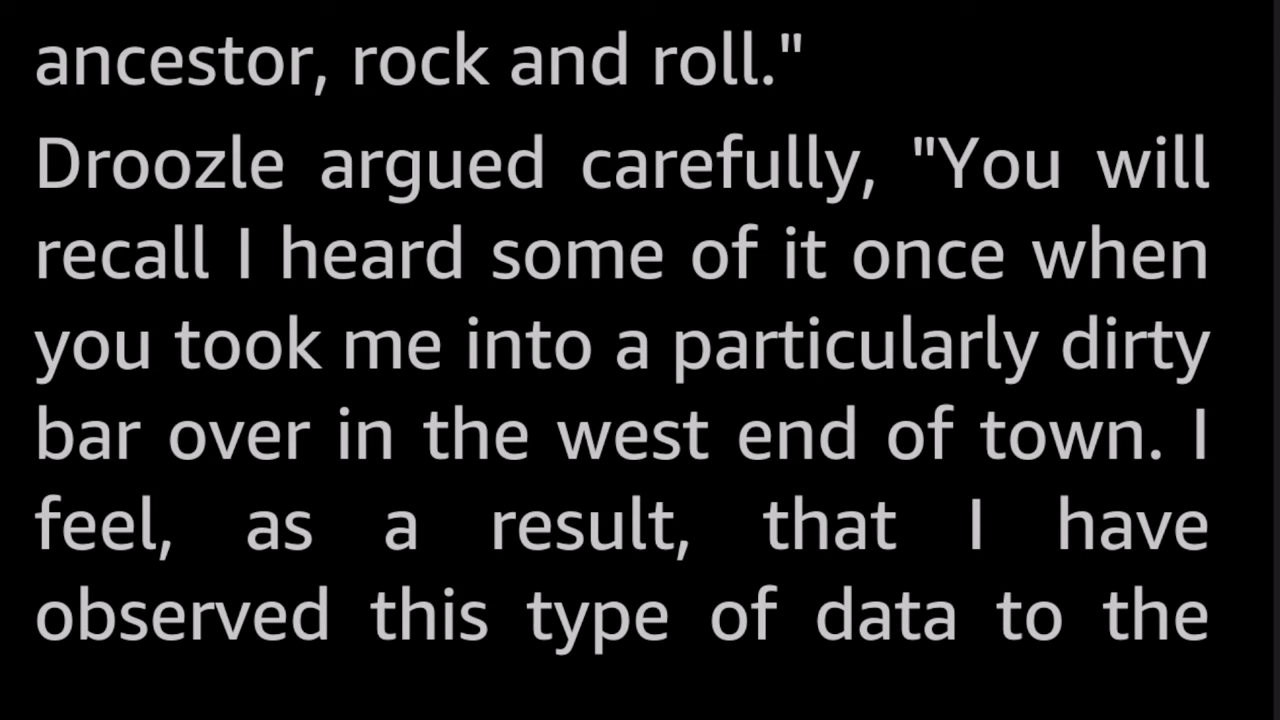 ancestor, rock and roll."
Droozle argued carefully, "You will
recall I heard some of it once when
you took me into a particularly dirty
bar over in the west end of town. I
feel, as a result, that I have
observed this type of data to the